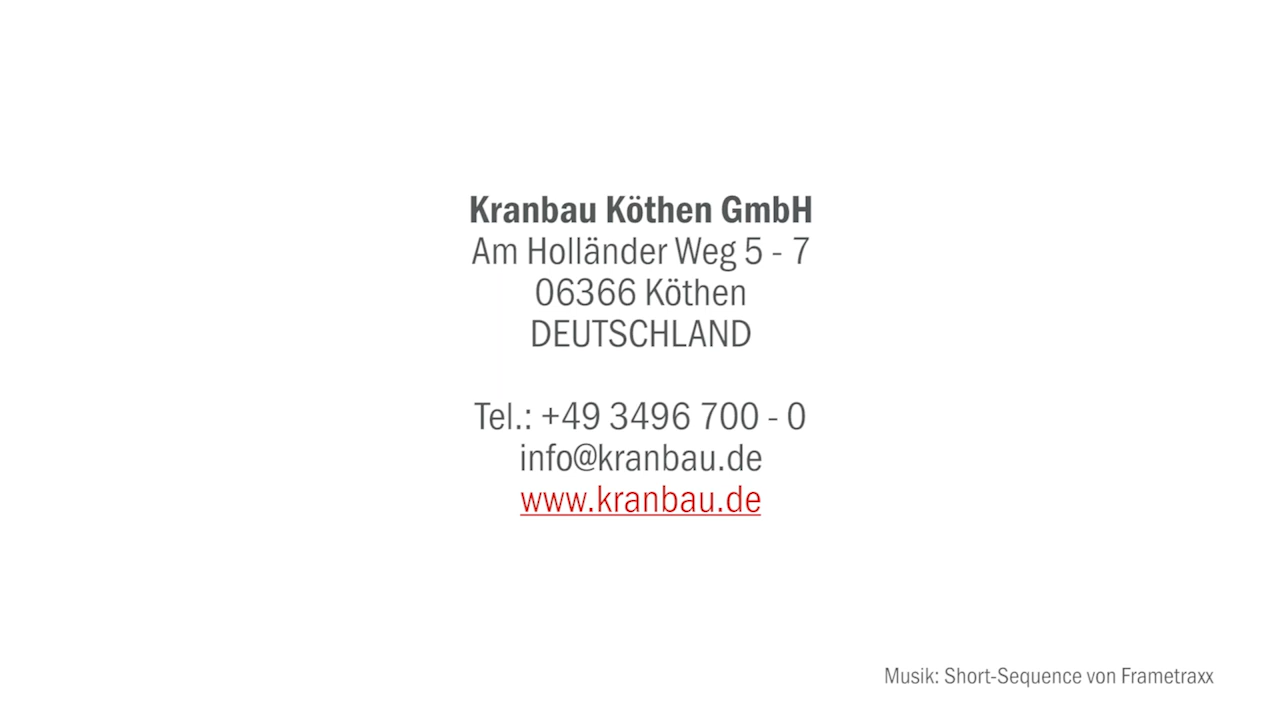 Kranbau Köthen GmbH
Am Holländer Weg 5 - 7
06366 Köthen
DEUTSCHLAND
Tel.: +49 3496 700 - 0
info@kranbau.de
www.kranbau.de
Musik: Short-Sequence von Frametraxx